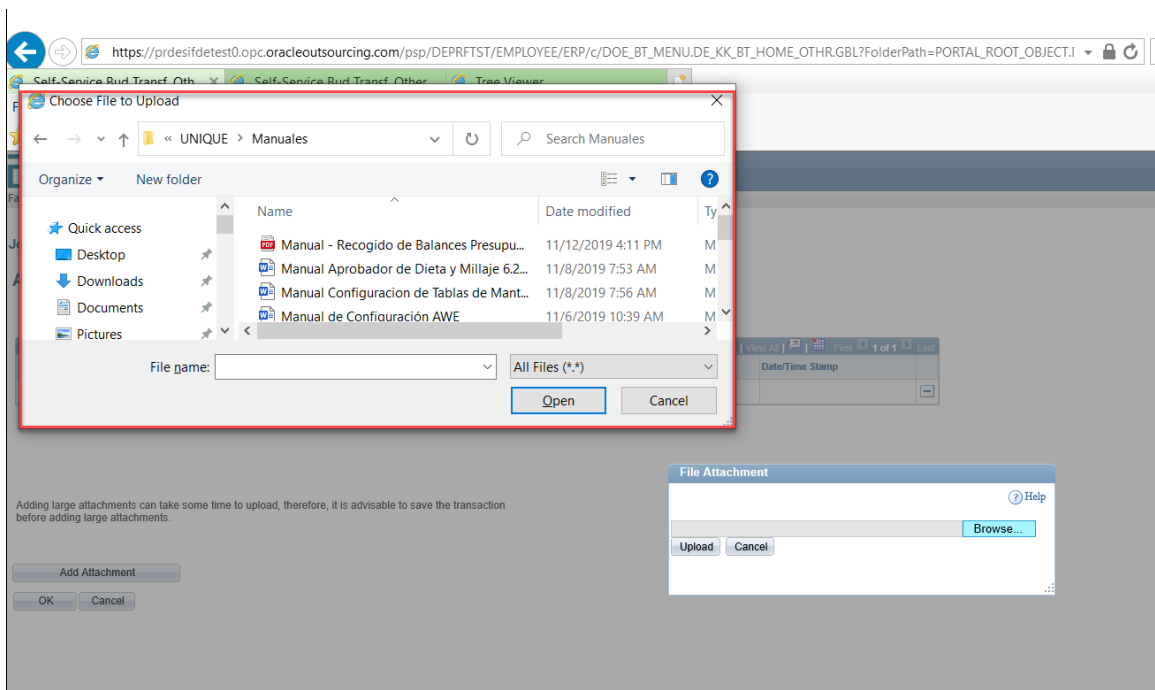 https://prdesifdetest0.opc.oracleoutsourcing.com/psp/DEPRFTST/EMPLOYEE/ERP/c/DOE_BT_MENU.DE_KK_BT_HOME_OTHR.GBL?FolderPath=PORTAL_ROOT_OBJECT.I
Self-Service Bud Transf. Oth... Self-Service Bud Transf. Other Tree Viewer
Choose File to Upload
« UNIQUE > Manuales Search Manuales
Organize New folder
Name Date modified Ty
Quick access
Manual - Recogido de Balances Presupu... 11/12/2019 4:11 PM M
Desktop
Manual Aprobador de Dieta y Millaje 6.2... 11/8/2019 7:53 AM M
Downloads
Manual Configuracion de Tablas de Mant... 11/8/2019 7:56 AM M
Documents
Manual de Configuración AWE 11/6/2019 10:39 AM M
Pictures
File name: All Files (*.*)
Open Cancel
View All | First 1 of 1 Last
Date/Time Stamp
File Attachment
Help
Browse...
Upload Cancel
Adding large attachments can take some time to upload, therefore, it is advisable to save the transaction
before adding large attachments.
Add Attachment
OK Cancel